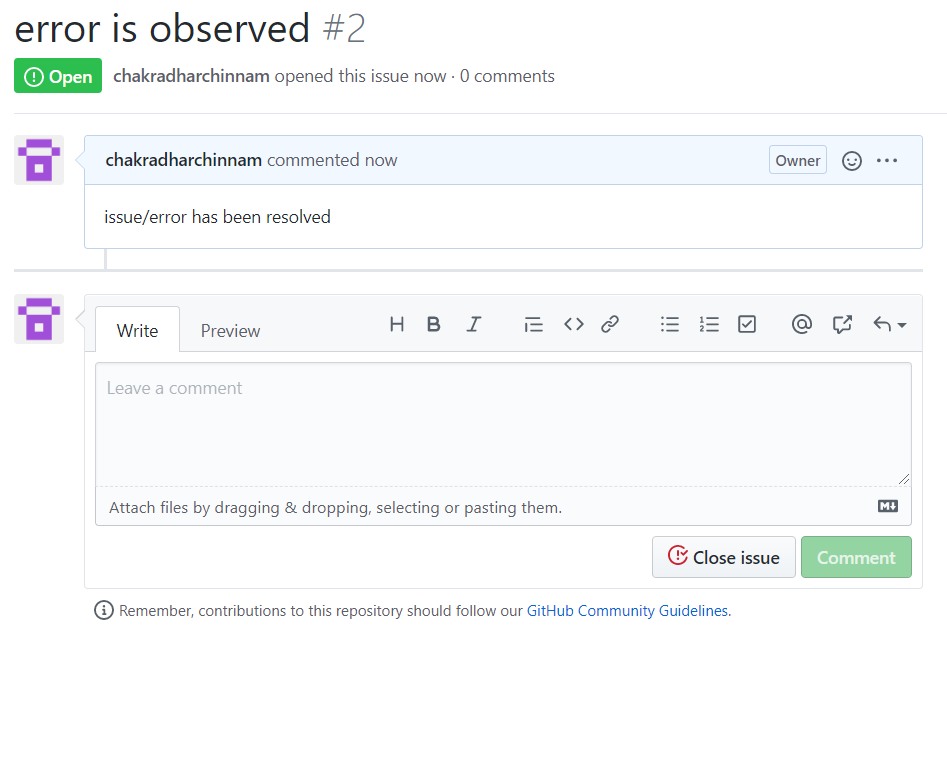 error is observed #2
Open chakradharchinnam opened this issue now · 0 comments
chakradharchinnam commented now Owner
issue/error has been resolved
Write Preview H B I
Leave a comment
Attach files by dragging & dropping, selecting or pasting them. M↓
Close issue Comment
Remember, contributions to this repository should follow our GitHub Community Guidelines.